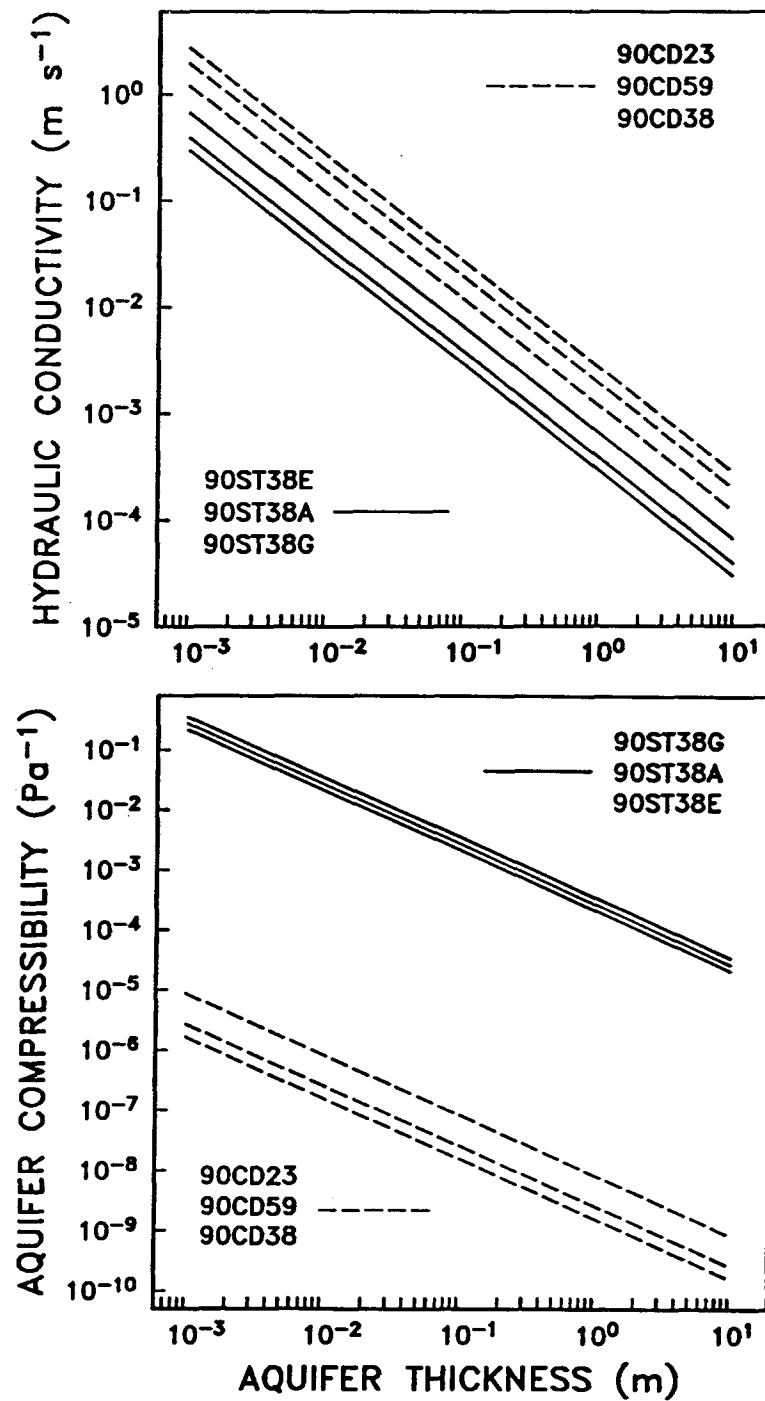 HYDRAULIC CONDUCTIVITY (m s⁻¹)
10⁰
10⁻¹
10⁻²
10⁻³
10⁻⁴
10⁻⁵
90CD23
90CD59
90CD38
90ST38E
90ST38A
90ST38G
10⁻³ 10⁻² 10⁻¹ 10⁰ 10¹
AQUIFER COMPRESSIBILITY (Pa⁻¹)
10⁻¹
10⁻²
10⁻³
10⁻⁴
10⁻⁵
10⁻⁶
10⁻⁷
10⁻⁸
10⁻⁹
10⁻¹⁰
90ST38G
90ST38A
90ST38E
90CD23
90CD59
90CD38
10⁻³ 10⁻² 10⁻¹ 10⁰ 10¹
AQUIFER THICKNESS (m)